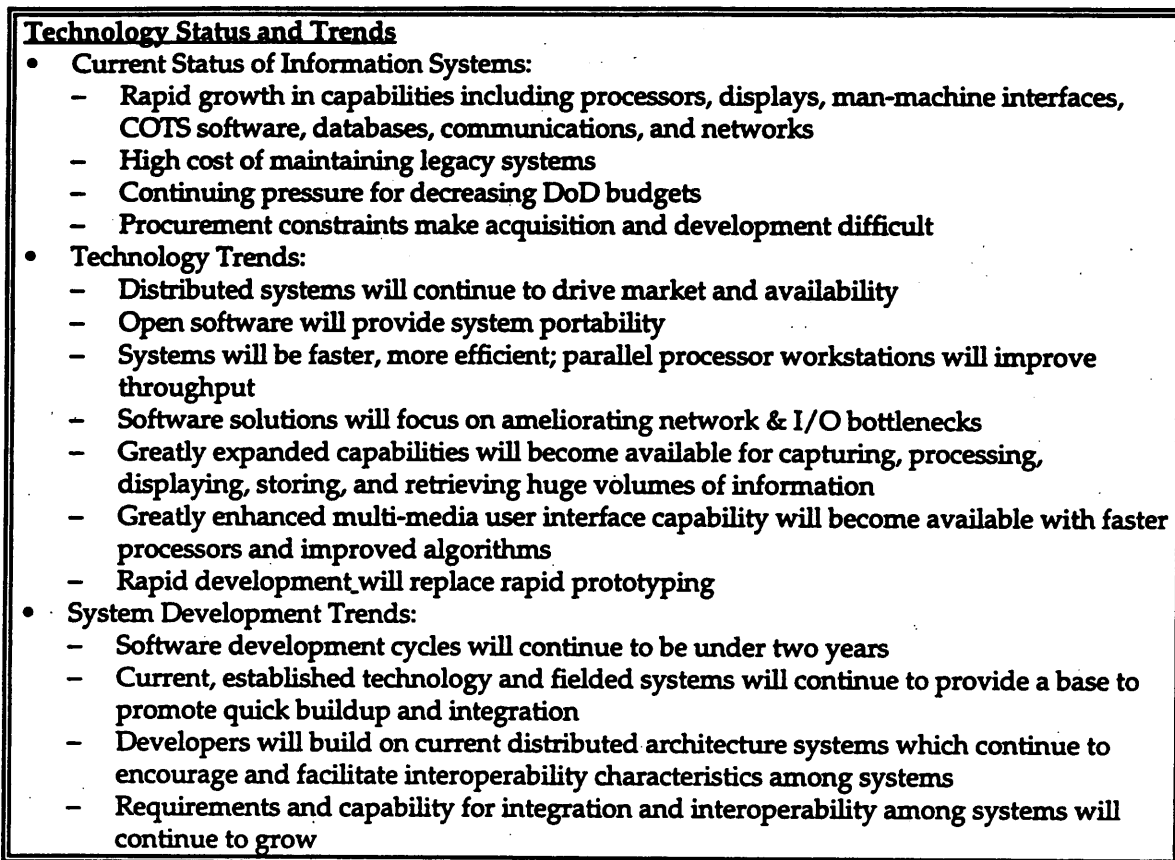 Technology Status and Trends
• Current Status of Information Systems:
– Rapid growth in capabilities including processors, displays, man-machine interfaces,
COTS software, databases, communications, and networks
– High cost of maintaining legacy systems
– Continuing pressure for decreasing DoD budgets
– Procurement constraints make acquisition and development difficult
• Technology Trends:
– Distributed systems will continue to drive market and availability
– Open software will provide system portability
– Systems will be faster, more efficient; parallel processor workstations will improve
throughput
– Software solutions will focus on ameliorating network & I/O bottlenecks
– Greatly expanded capabilities will become available for capturing, processing,
displaying, storing, and retrieving huge volumes of information
– Greatly enhanced multi-media user interface capability will become available with faster
processors and improved algorithms
– Rapid development will replace rapid prototyping
• System Development Trends:
– Software development cycles will continue to be under two years
– Current, established technology and fielded systems will continue to provide a base to
promote quick buildup and integration
– Developers will build on current distributed architecture systems which continue to
encourage and facilitate interoperability characteristics among systems
– Requirements and capability for integration and interoperability among systems will
continue to grow